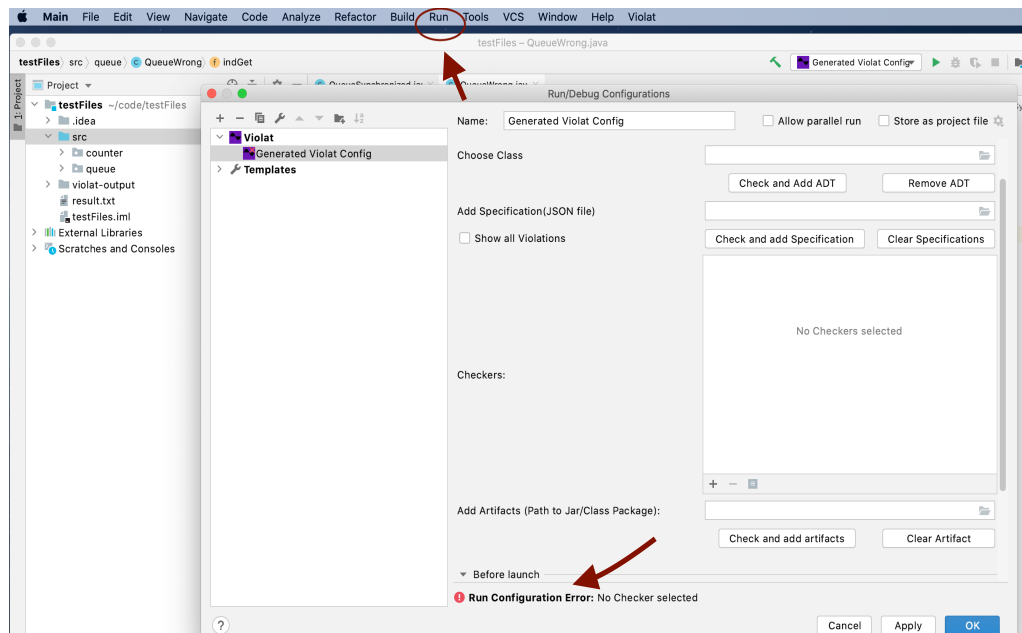 Main File Edit View Navigate Code Analyze Refactor Build Run Tools VCS Window Help Violat
testFiles – QueueWrong.java
testFiles src queue QueueWrong indGet Generated Violat Config
1: Project
Project
Run/Debug Configurations
testFiles ~/code/testFiles
.idea
src
counter
queue
violat-output
result.txt
testFiles.iml
External Libraries
Scratches and Consoles
Violat
Generated Violat Config
Templates
Name: Generated Violat Config Allow parallel run Store as project file
Choose Class
Check and Add ADT Remove ADT
Add Specification(JSON file)
Show all Violations Check and add Specification Clear Specifications
No Checkers selected
Checkers:
Add Artifacts (Path to Jar/Class Package):
Check and add artifacts Clear Artifact
Before launch
Run Configuration Error: No Checker selected
? Cancel Apply OK